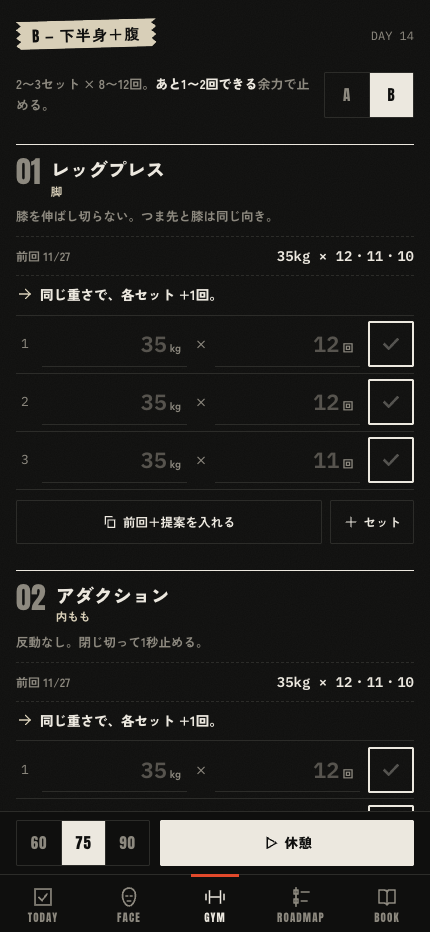 B – 下半身＋腹
DAY 14
2〜3セット × 8〜12回。あと1〜2回できる余力で止
める。
A B
01 レッグプレス
脚
膝を伸ばし切らない。つま先と膝は同じ向き。
前回 11/27 35kg × 12・11・10
→ 同じ重さで、各セット +1回。
1 35 kg × 12 回
2 35 kg × 12 回
3 35 kg × 11 回
前回＋提案を入れる ＋ セット
02 アダクション
内もも
反動なし。閉じ切って1秒止める。
前回 11/27 35kg × 12・11・10
→ 同じ重さで、各セット +1回。
1 35 kg × 12 回
60 75 90 休憩
TODAY FACE GYM ROADMAP BOOK